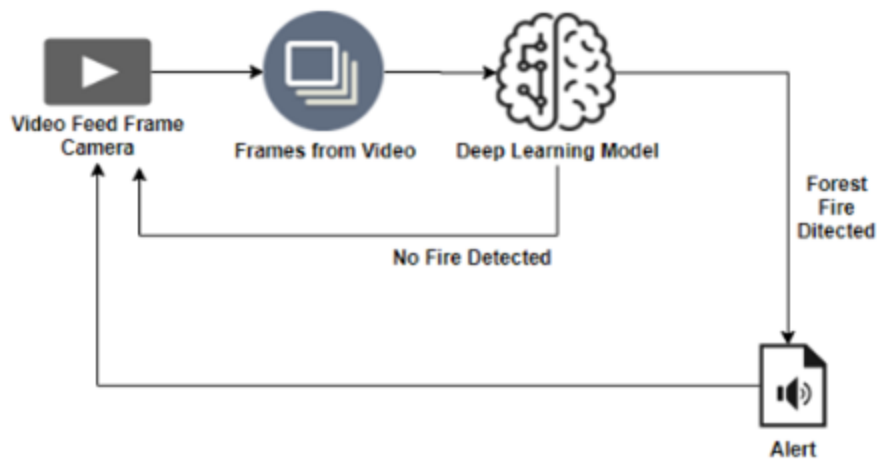 Video Feed Frame
Camera
Frames from Video
Deep Learning Model
Forest
Fire
Ditected
No Fire Detected
Alert